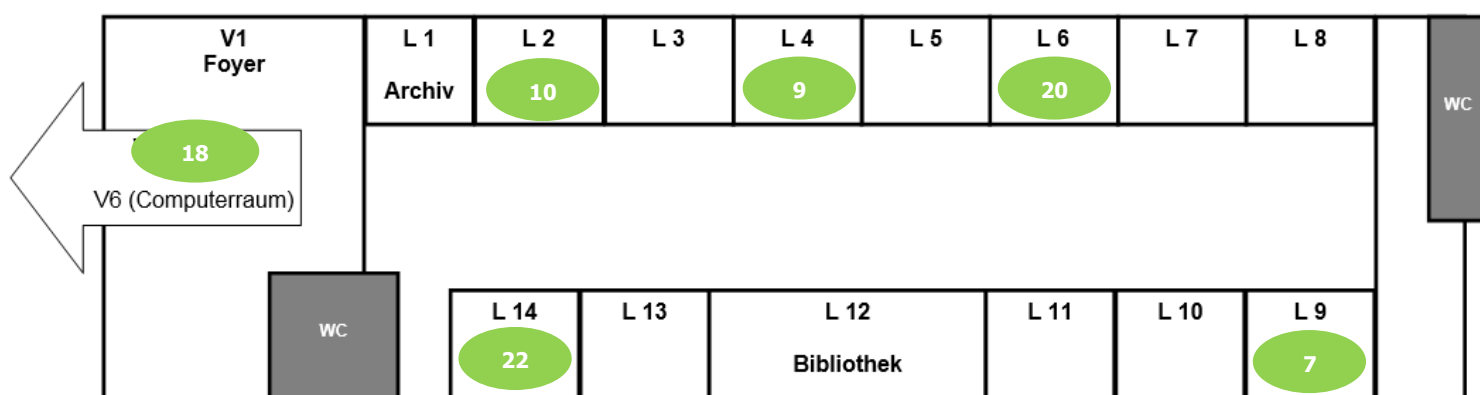 V1
Foyer
L 1
Archiv
L 2
10
L 3
L 4
9
L 5
L 6
20
L 7
L 8
WC
18
V6 (Computerraum)
WC
L 14
22
L 13
L 12
Bibliothek
L 11
L 10
L 9
7